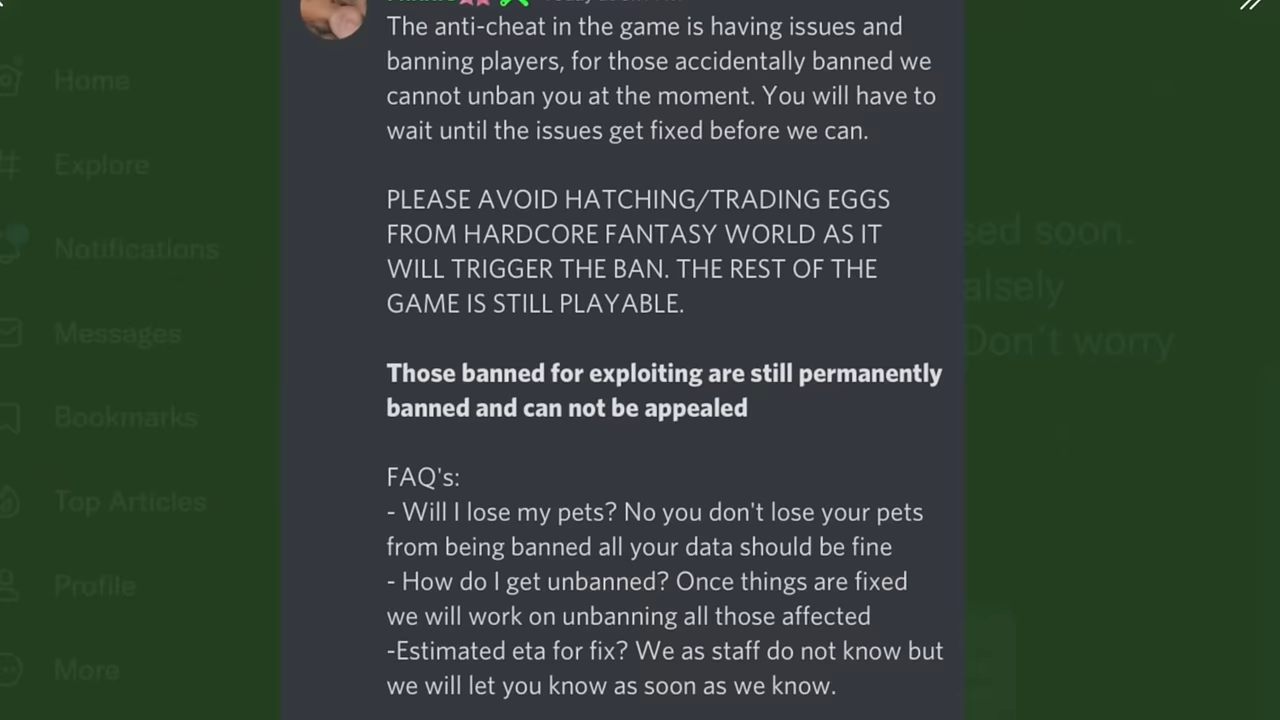 The anti-cheat in the game is having issues and
banning players, for those accidentally banned we
cannot unban you at the moment. You will have to
wait until the issues get fixed before we can.
PLEASE AVOID HATCHING/TRADING EGGS
FROM HARDCORE FANTASY WORLD AS IT
WILL TRIGGER THE BAN. THE REST OF THE
GAME IS STILL PLAYABLE.
Those banned for exploiting are still permanently
banned and can not be appealed
FAQ's:
- Will I lose my pets? No you don't lose your pets
from being banned all your data should be fine
- How do I get unbanned? Once things are fixed
we will work on unbanning all those affected
-Estimated eta for fix? We as staff do not know but
we will let you know as soon as we know.
Home
Explore
Notifications
Messages
Bookmarks
Top Articles
Profile
More
soon.
Don't worry